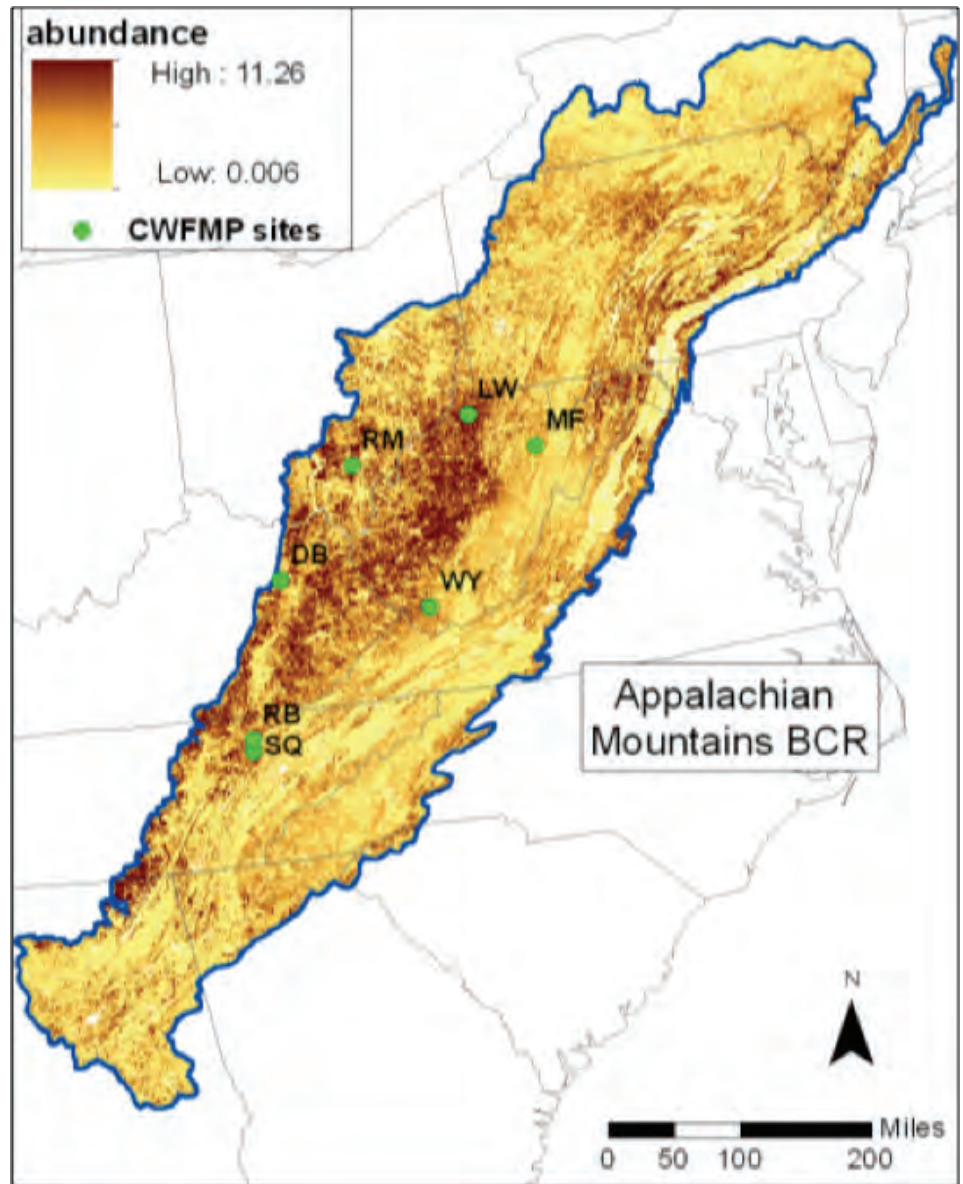 abundance
High : 11.26
Low: 0.006
CWFMP sites
LW
MF
RM
DB
WY
RB
SQ
Appalachian
Mountains BCR
N
Miles
0 50 100 200